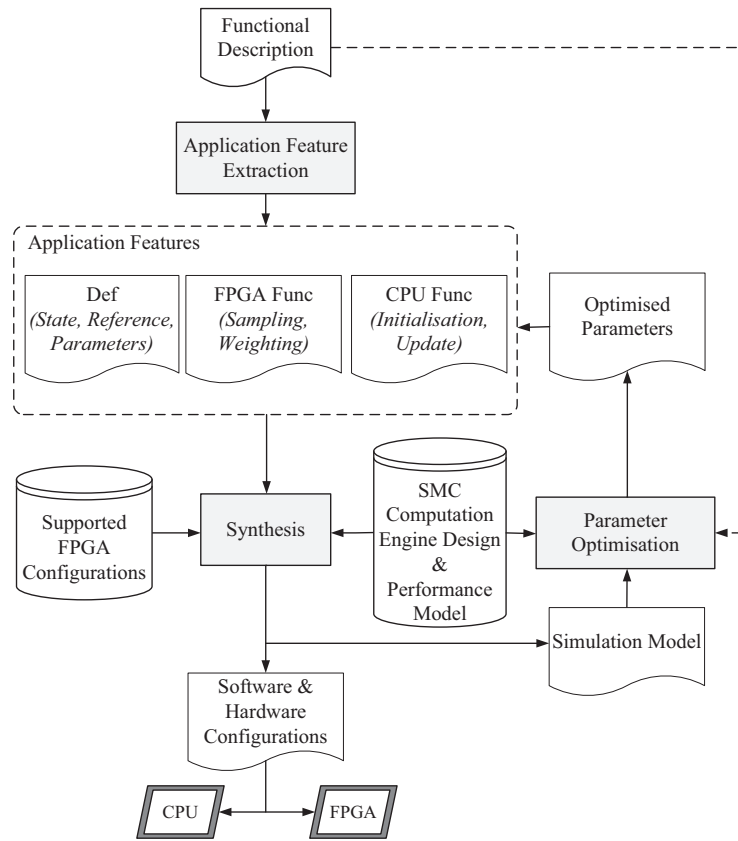 Functional
Description
Application Feature
Extraction
Application Features
Def
(State, Reference,
Parameters)
FPGA Func
(Sampling,
Weighting)
CPU Func
(Initialisation,
Update)
Optimised
Parameters
Supported
FPGA
Configurations
Synthesis
SMC
Computation
Engine Design
&
Performance
Model
Parameter
Optimisation
Simulation Model
Software &
Hardware
Configurations
CPU
FPGA